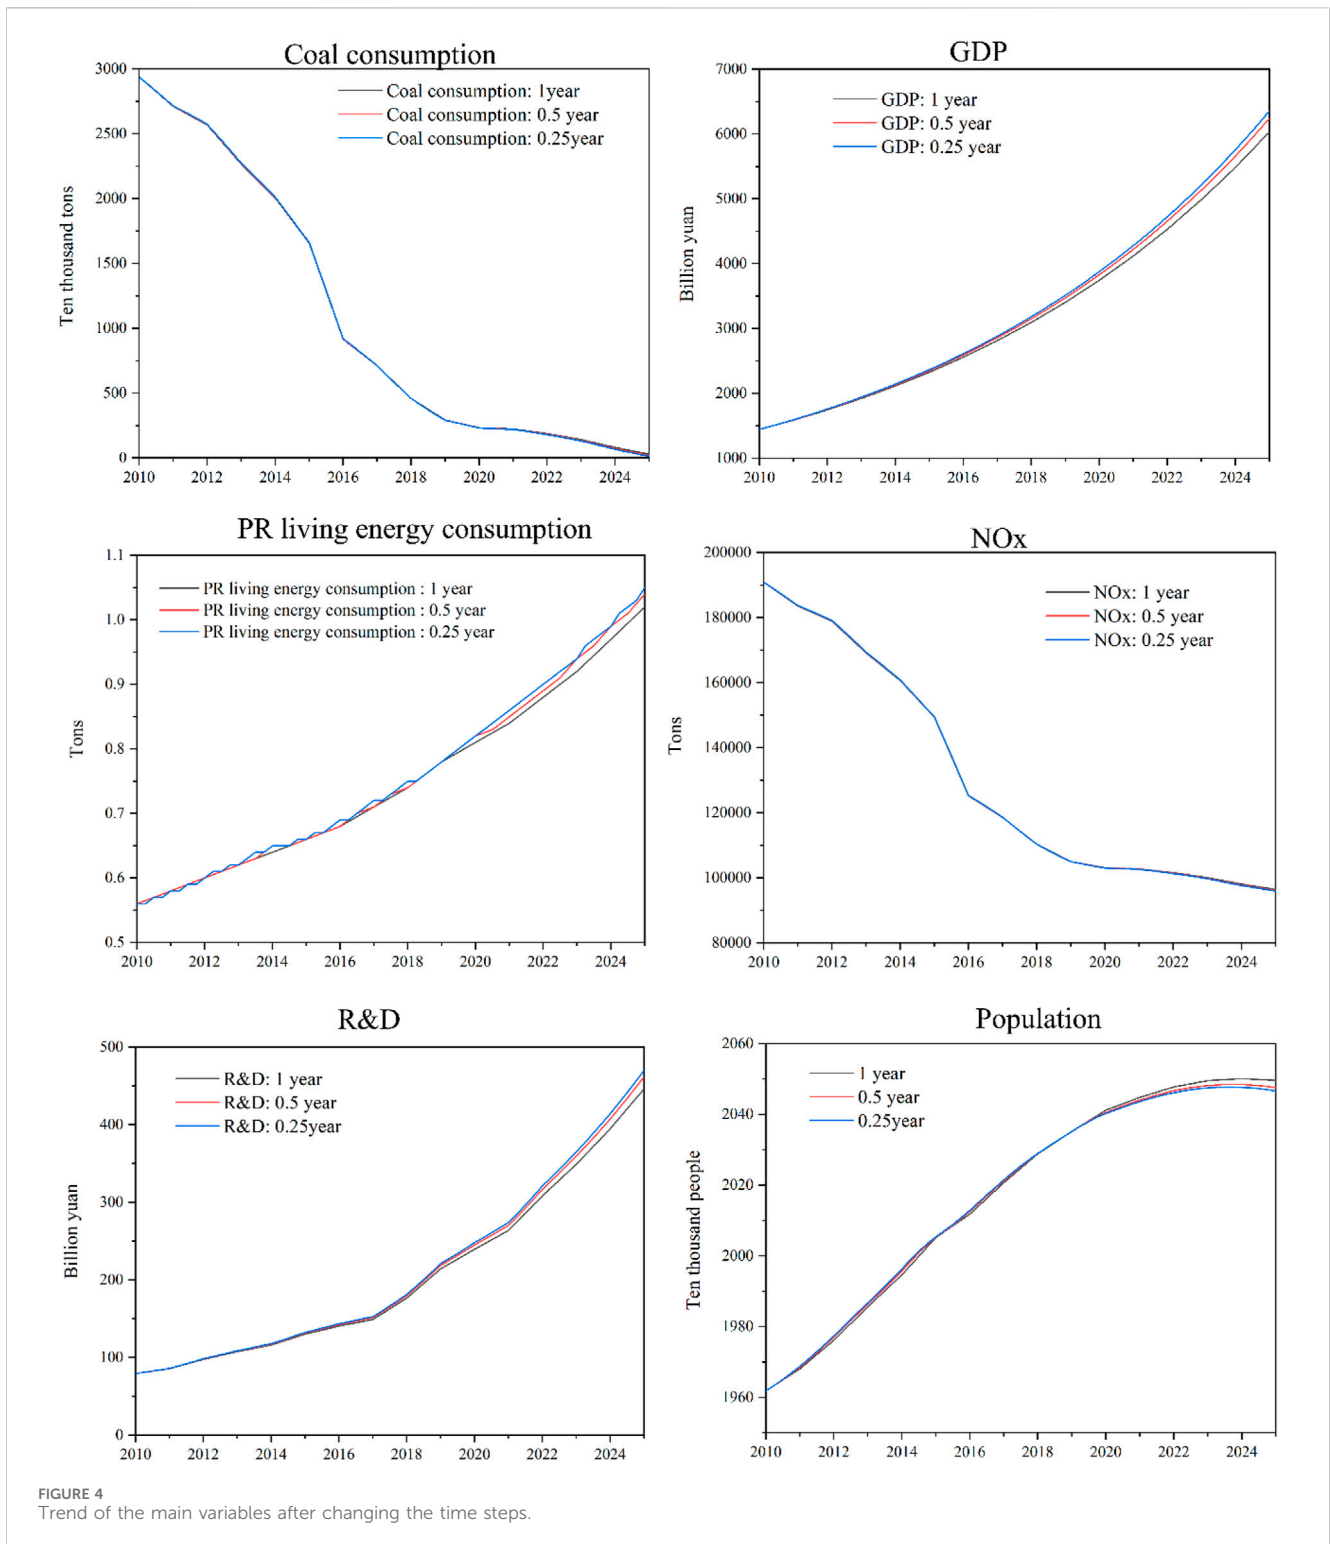 Coal consumption
3000
2500
2000
1500
1000
500
0
Ten thousand tons
Coal consumption: 1year
Coal consumption: 0.5 year
Coal consumption: 0.25year
2010 2012 2014 2016 2018 2020 2022 2024
GDP
7000
6000
5000
4000
3000
2000
1000
Billion yuan
GDP: 1 year
GDP: 0.5 year
GDP: 0.25 year
2010 2012 2014 2016 2018 2020 2022 2024
PR living energy consumption
1.1
1.0
0.9
0.8
0.7
0.6
0.5
Tons
PR living energy consumption : 1 year
PR living energy consumption : 0.5 year
PR living energy consumption : 0.25 year
2010 2012 2014 2016 2018 2020 2022 2024
NOx
200000
180000
160000
140000
120000
100000
80000
Tons
NOx: 1 year
NOx: 0.5 year
NOx: 0.25 year
2010 2012 2014 2016 2018 2020 2022 2024
R&D
500
400
300
200
100
0
Billion yuan
R&D: 1 year
R&D: 0.5 year
R&D: 0.25year
2010 2012 2014 2016 2018 2020 2022 2024
Population
2060
2040
2020
2000
1980
1960
Ten thousand people
1 year
0.5 year
0.25year
2010 2012 2014 2016 2018 2020 2022 2024
FIGURE 4
Trend of the main variables after changing the time steps.